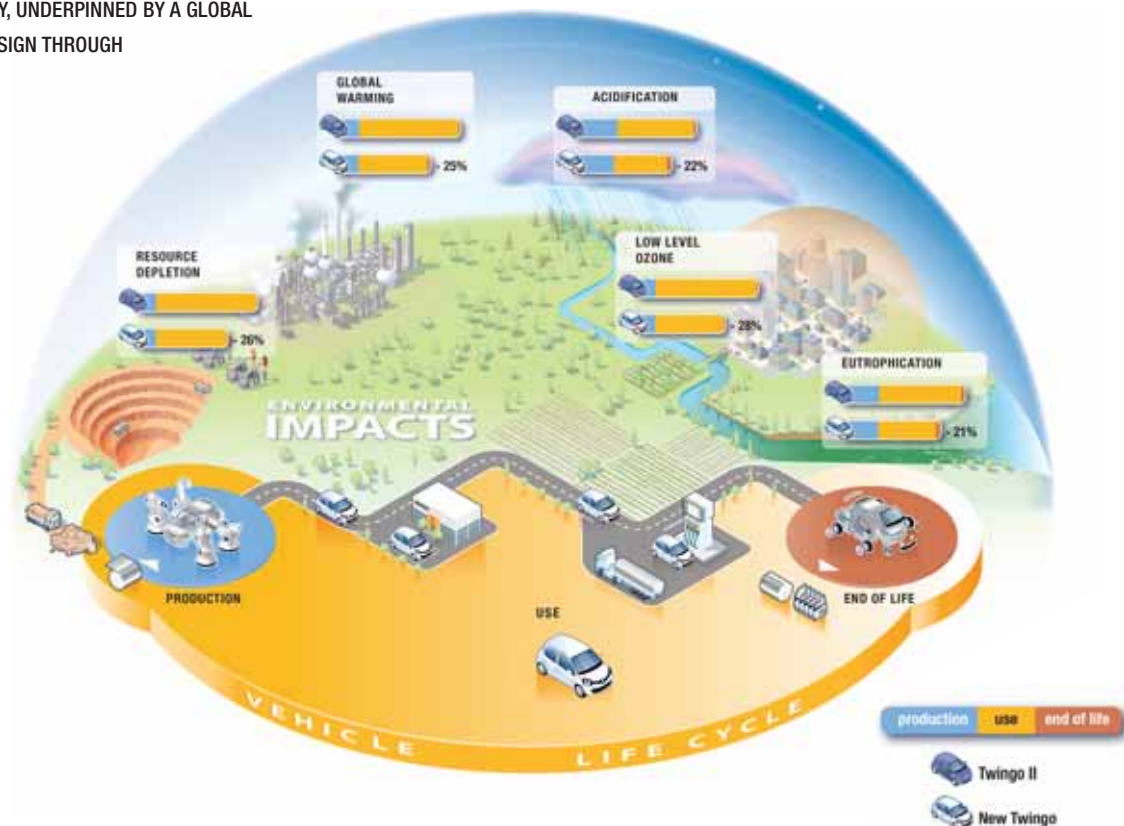 Y, UNDERPINNED BY A GLOBAL
SIGN THROUGH
GLOBAL
WARMING
- 25%
ACIDIFICATION
- 22%
RESOURCE
DEPLETION
- 26%
LOW LEVEL
OZONE
- 28%
EUTROPHICATION
- 21%
ENVIRONMENTAL
IMPACTS
PRODUCTION
USE
END OF LIFE
VEHICLE LIFE CYCLE
production use end of life
Twingo II
New Twingo